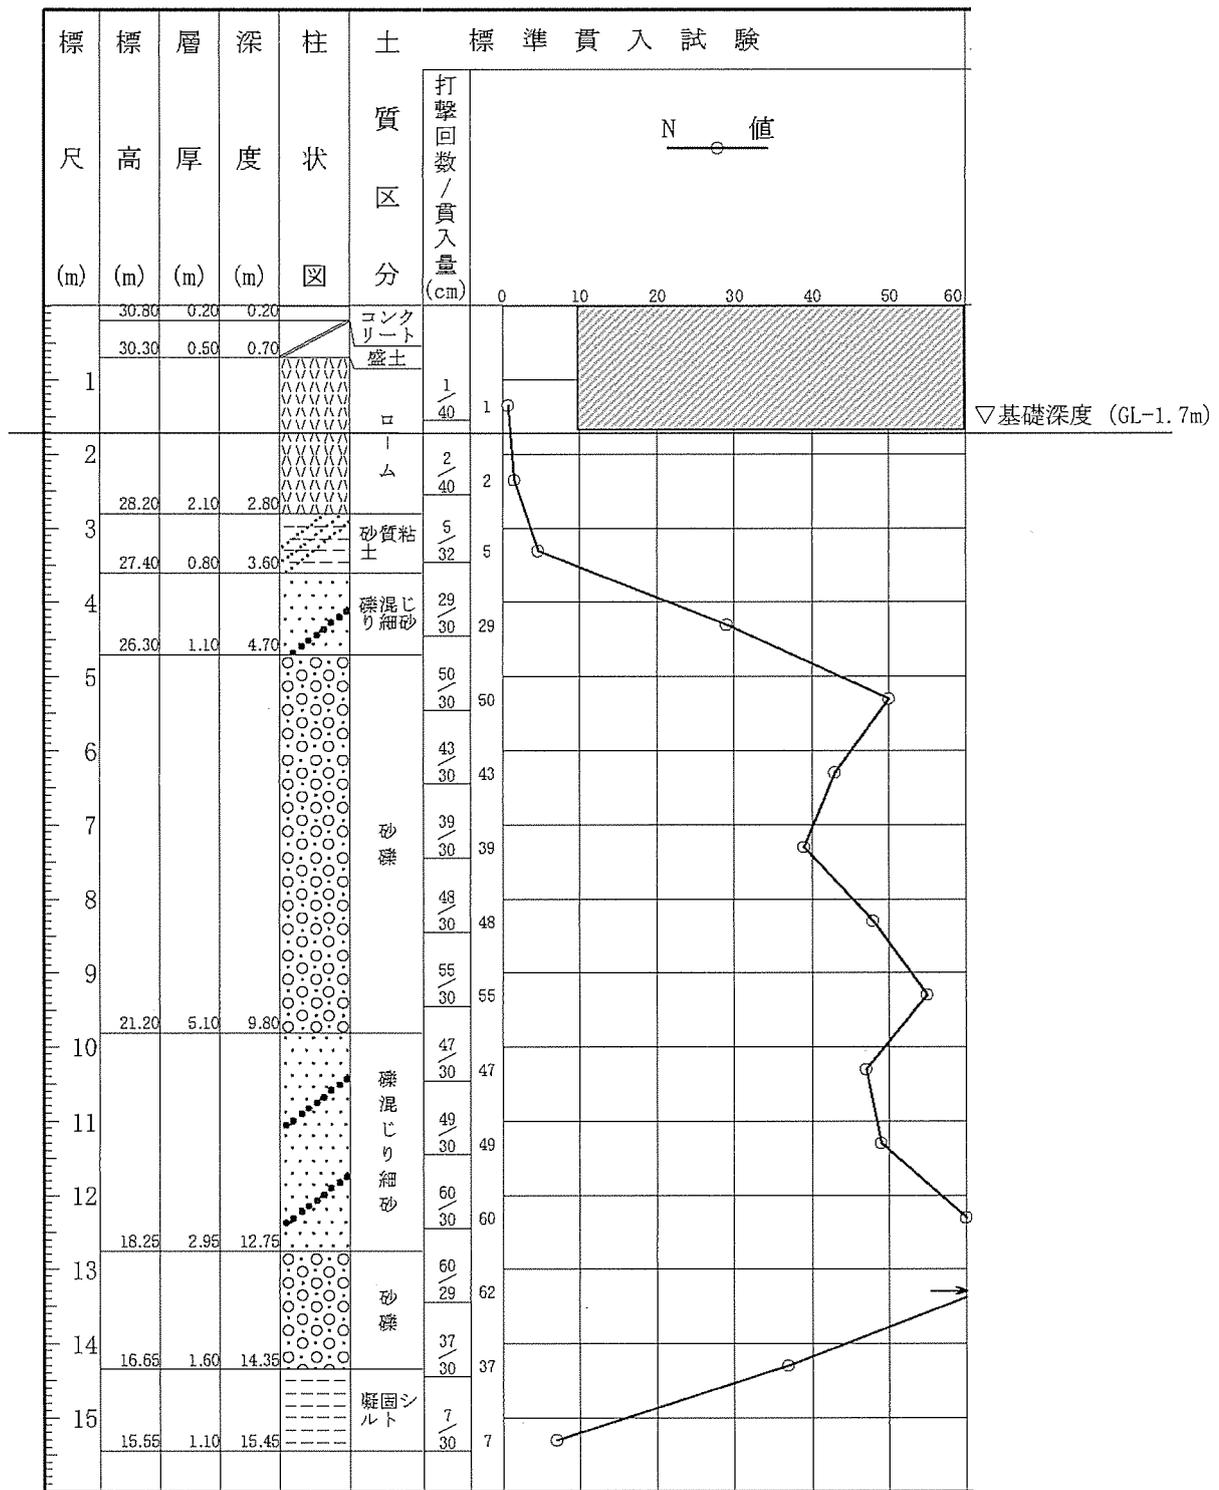 標尺(m)
標高(m)
層厚(m)
深度(m)
柱状図
土質区分
標準貫入試験
打撃回数/貫入量(cm)
N 値
0 10 20 30 40 50 60
30.80 0.20 0.20
コンク
リート
30.30 0.50 0.70
盛土
1
1/40
1
▽基礎深度 (GL-1.7m)
ローム
2
2/40
2
28.20 2.10 2.80
3
砂質粘
土
5/32
5
27.40 0.80 3.60
4
礫混じ
り細砂
29/30
29
26.30 1.10 4.70
5
50/30
50
6
43/30
43
7
砂礫
39/30
39
8
48/30
48
9
55/30
55
21.20 5.10 9.80
10
47/30
47
礫混じり細砂
11
49/30
49
12
60/30
60
18.25 2.95 12.75
13
60/29
62
砂礫
14
37/30
37
16.65 1.60 14.35
凝固シ
ルト
15
7/30
7
15.55 1.10 15.45